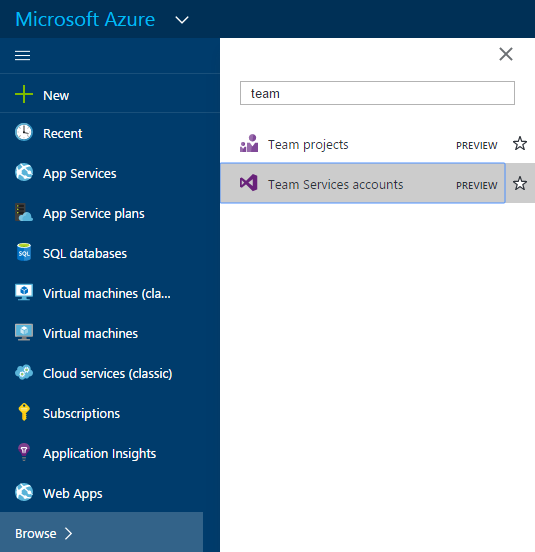 Microsoft Azure
New
Recent
App Services
App Service plans
SQL databases
Virtual machines (cla...
Virtual machines
Cloud services (classic)
Subscriptions
Application Insights
Web Apps
Browse
team
Team projects PREVIEW
Team Services accounts PREVIEW